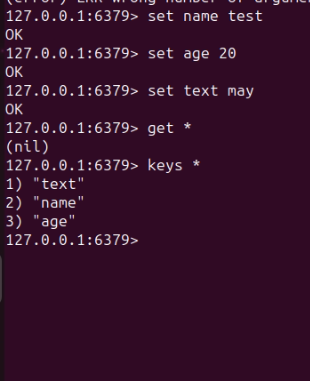 (error) ERR wrong number of argume
127.0.0.1:6379> set name test
OK
127.0.0.1:6379> set age 20
OK
127.0.0.1:6379> set text may
OK
127.0.0.1:6379> get *
(nil)
127.0.0.1:6379> keys *
1) "text"
2) "name"
3) "age"
127.0.0.1:6379>